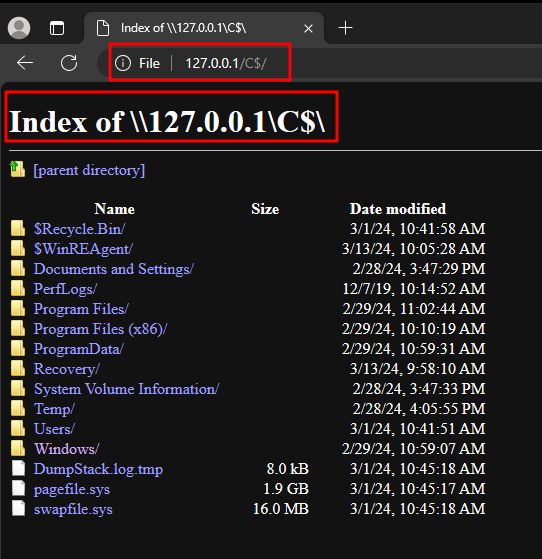 Index of \\127.0.0.1\C$\
File 127.0.0.1/C$/
Index of \\127.0.0.1\C$\
[parent directory]
Name Size Date modified
$Recycle.Bin/ 3/1/24, 10:41:58 AM
$WinREAgent/ 3/13/24, 10:05:28 AM
Documents and Settings/ 2/28/24, 3:47:29 PM
PerfLogs/ 12/7/19, 10:14:52 AM
Program Files/ 2/29/24, 11:02:44 AM
Program Files (x86)/ 2/29/24, 10:10:19 AM
ProgramData/ 2/29/24, 10:59:31 AM
Recovery/ 3/13/24, 9:58:10 AM
System Volume Information/ 2/28/24, 3:47:33 PM
Temp/ 2/28/24, 4:05:55 PM
Users/ 3/1/24, 10:41:51 AM
Windows/ 2/29/24, 10:59:07 AM
DumpStack.log.tmp 8.0 kB 3/1/24, 10:45:18 AM
pagefile.sys 1.9 GB 3/1/24, 10:45:17 AM
swapfile.sys 16.0 MB 3/1/24, 10:45:18 AM